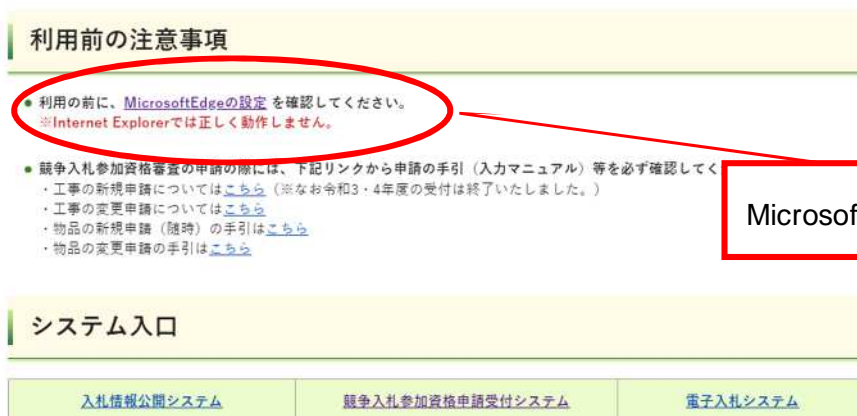 利用前の注意事項
利用の前に、MicrosoftEdgeの設定 を確認してください。
※Internet Explorerでは正しく動作しません。
競争入札参加資格審査の申請の際には、下記リンクから申請の手引（入力マニュアル）等を必ず確認してく
・工事の新規申請についてはこちら（※なお令和3・4年度の受付は終了いたしました。）
・工事の変更申請についてはこちら
・物品の新規申請（随時）の手引はこちら
・物品の変更申請の手引はこちら
Microsof
システム入口
入札情報公開システム 競争入札参加資格申請受付システム 電子入札システム